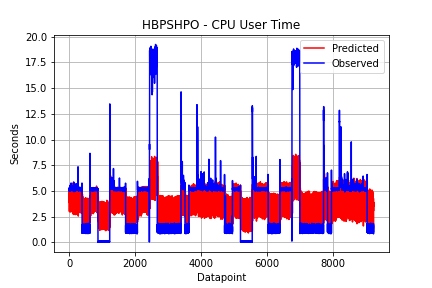 HBPSHPO - CPU User Time
Predicted
Observed
Seconds
20.0
17.5
15.0
12.5
10.0
7.5
5.0
2.5
0.0
0 2000 4000 6000 8000
Datapoint